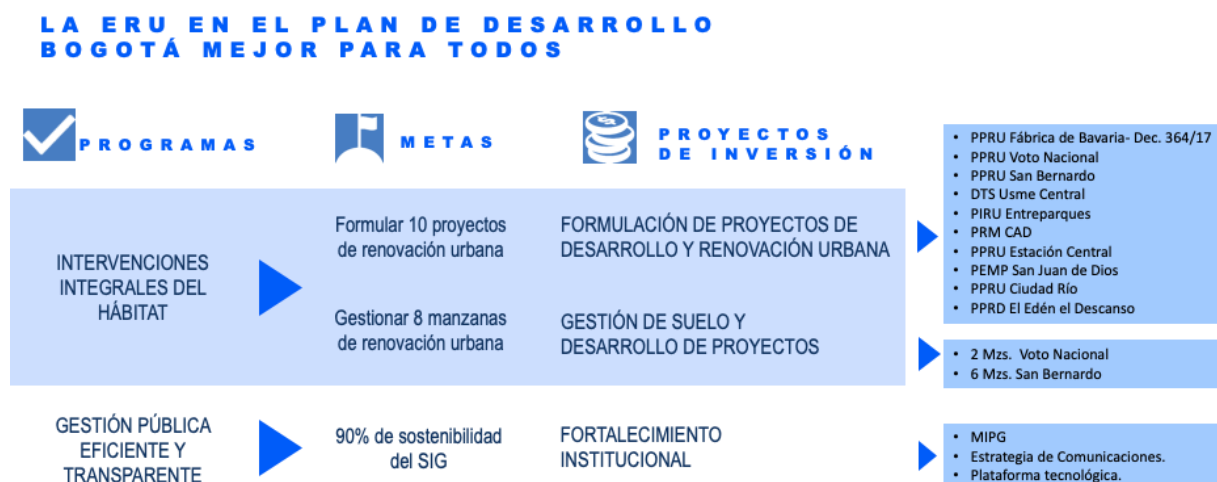 LA ERU EN EL PLAN DE DESARROLLO
BOGOTÁ MEJOR PARA TODOS
PROGRAMAS
METAS
PROYECTOS
DE INVERSIÓN
INTERVENCIONES
INTEGRALES DEL
HÁBITAT
Formular 10 proyectos
de renovación urbana
FORMULACIÓN DE PROYECTOS DE
DESARROLLO Y RENOVACIÓN URBANA
• PPRU Fábrica de Bavaria- Dec. 364/17
• PPRU Voto Nacional
• PPRU San Bernardo
• DTS Usme Central
• PIRU Entreparques
• PRM CAD
• PPRU Estación Central
• PEMP San Juan de Dios
• PPRU Ciudad Río
• PPRD El Edén el Descanso
Gestionar 8 manzanas
de renovación urbana
GESTIÓN DE SUELO Y
DESARROLLO DE PROYECTOS
• 2 Mzs. Voto Nacional
• 6 Mzs. San Bernardo
GESTIÓN PÚBLICA
EFICIENTE Y
TRANSPARENTE
90% de sostenibilidad
del SIG
FORTALECIMIENTO
INSTITUCIONAL
• MIPG
• Estrategia de Comunicaciones.
• Plataforma tecnológica.